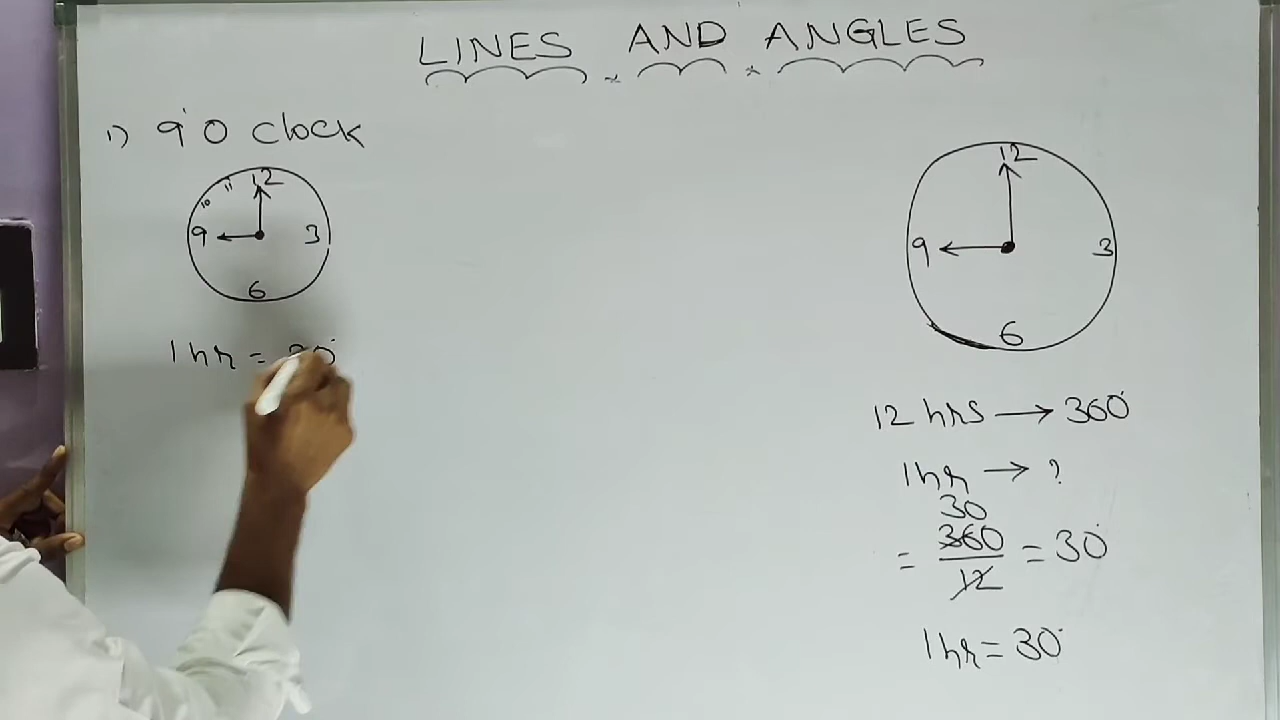 LINES AND ANGLES
1) 9'0 clock
12
11
10
9 3
6
1 hr =
12
9 3
6
12 hrs → 360°
1 hr → ?
30
= 360/12 = 30°
1 hr = 30°